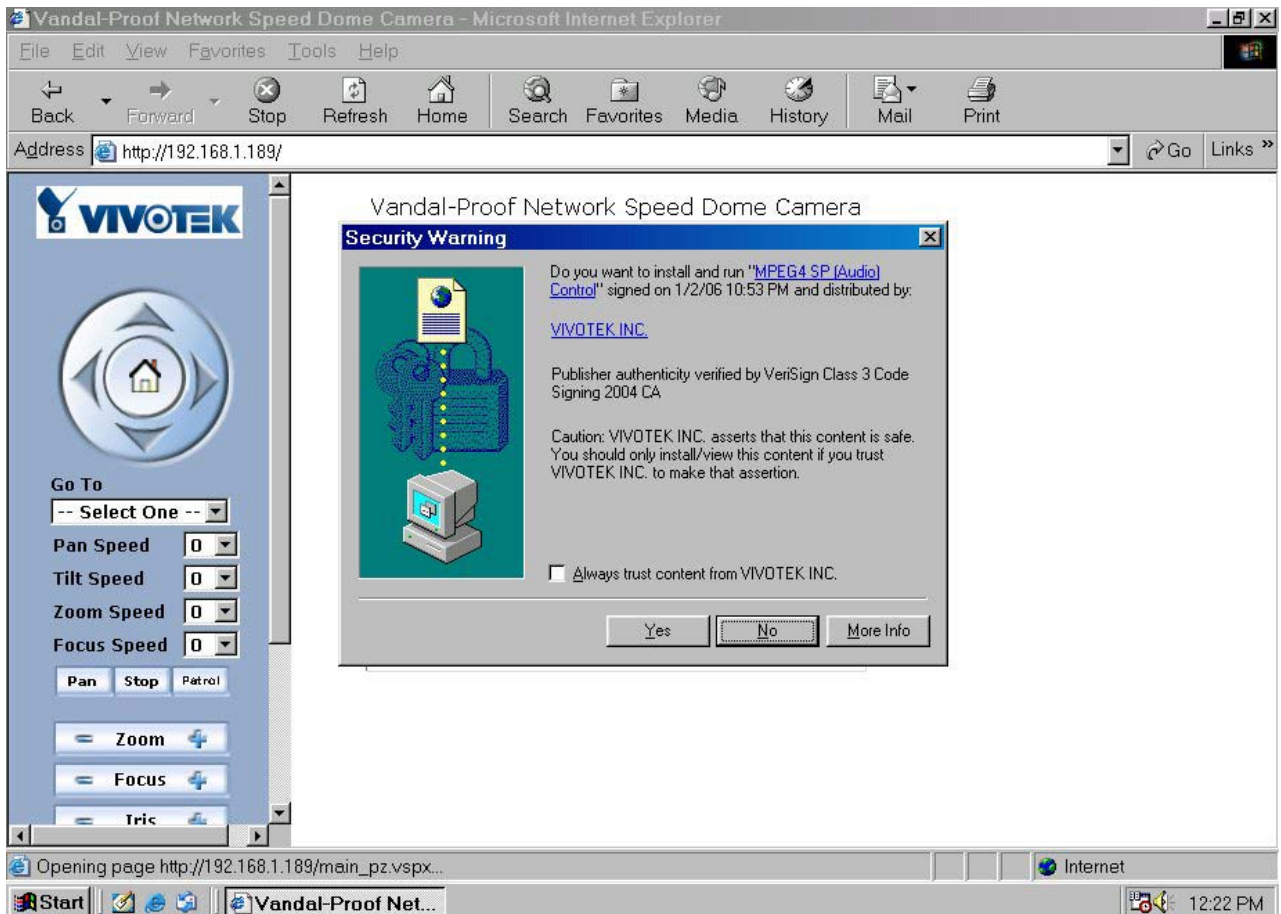 Vandal-Proof Network Speed Dome Camera - Microsoft Internet Explorer
File Edit View Favorites Tools Help
Back Forward Stop Refresh Home Search Favorites Media History Mail Print
Address http://192.168.1.189/ Go Links »
VIVOTEK
Vandal-Proof Network Speed Dome Camera
Security Warning
Do you want to install and run "MPEG4 SP (Audio)
Control" signed on 1/2/06 10:53 PM and distributed by:
VIVOTEK INC.
Publisher authenticity verified by VeriSign Class 3 Code
Signing 2004 CA
Caution: VIVOTEK INC. asserts that this content is safe.
You should only install/view this content if you trust
VIVOTEK INC. to make that assertion.
Always trust content from VIVOTEK INC.
Yes No More Info
Go To
-- Select One --
Pan Speed 0
Tilt Speed 0
Zoom Speed 0
Focus Speed 0
Pan Stop Patrol
Zoom
Focus
Iris
Opening page http://192.168.1.189/main_pz.vspx... Internet
Start Vandal-Proof Net... 12:22 PM